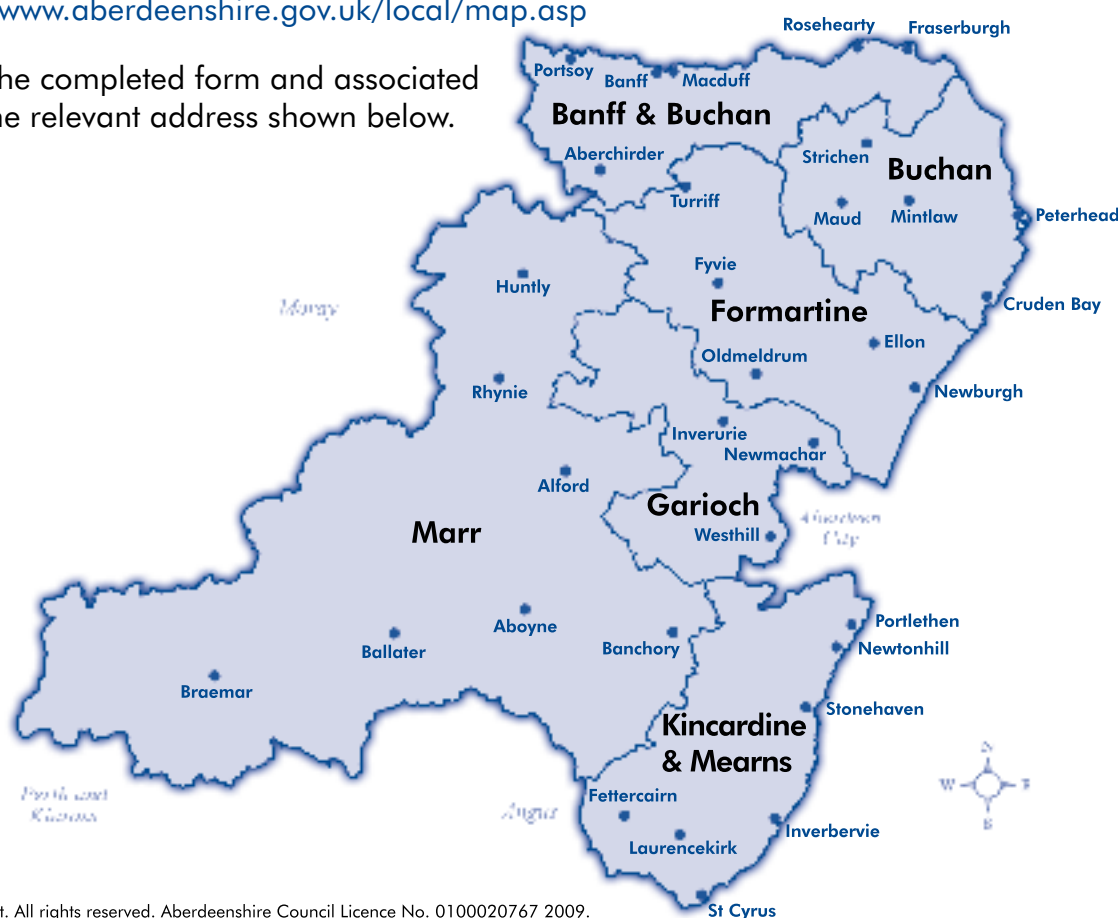 www.aberdeenshire.gov.uk/local/map.asp
he completed form and associated
he relevant address shown below.
Rosehearty
Fraserburgh
Portsoy
Banff
Macduff
Banff & Buchan
Aberchirder
Strichen
Buchan
Turriff
Maud
Mintlaw
Peterhead
Fyvie
Huntly
Moray
Formartine
Cruden Bay
Ellon
Oldmeldrum
Rhynie
Newburgh
Inverurie
Newmachar
Alford
Garioch
Aberdeen
City
Marr
Westhill
Aboyne
Portlethen
Ballater
Banchory
Newtonhill
Braemar
Stonehaven
Kincardine
& Mearns
N
W
E
S
Perth and
Kinross
Angus
Fettercairn
Inverbervie
Laurencekirk
t. All rights reserved. Aberdeenshire Council Licence No. 0100020767 2009.
St Cyrus